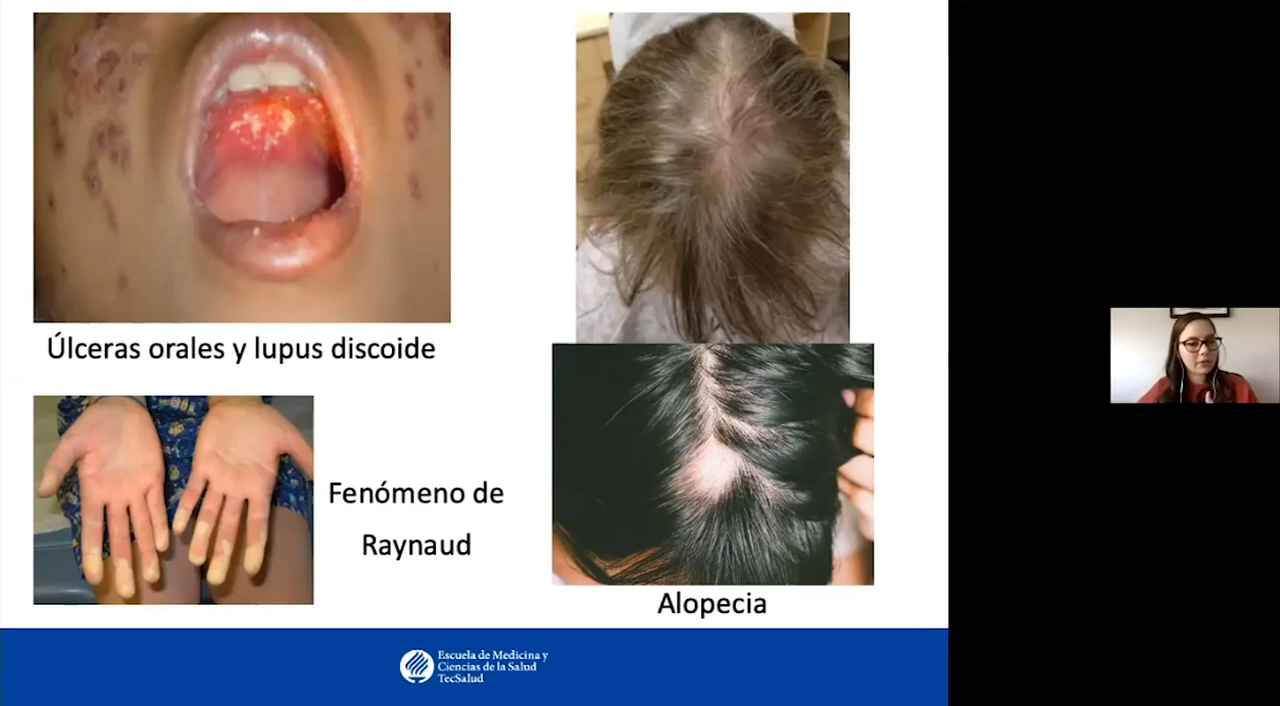 Úlceras orales y lupus discoide
Fenómeno de
Raynaud
Alopecia
Escuela de Medicina y
Ciencias de la Salud
TecSalud